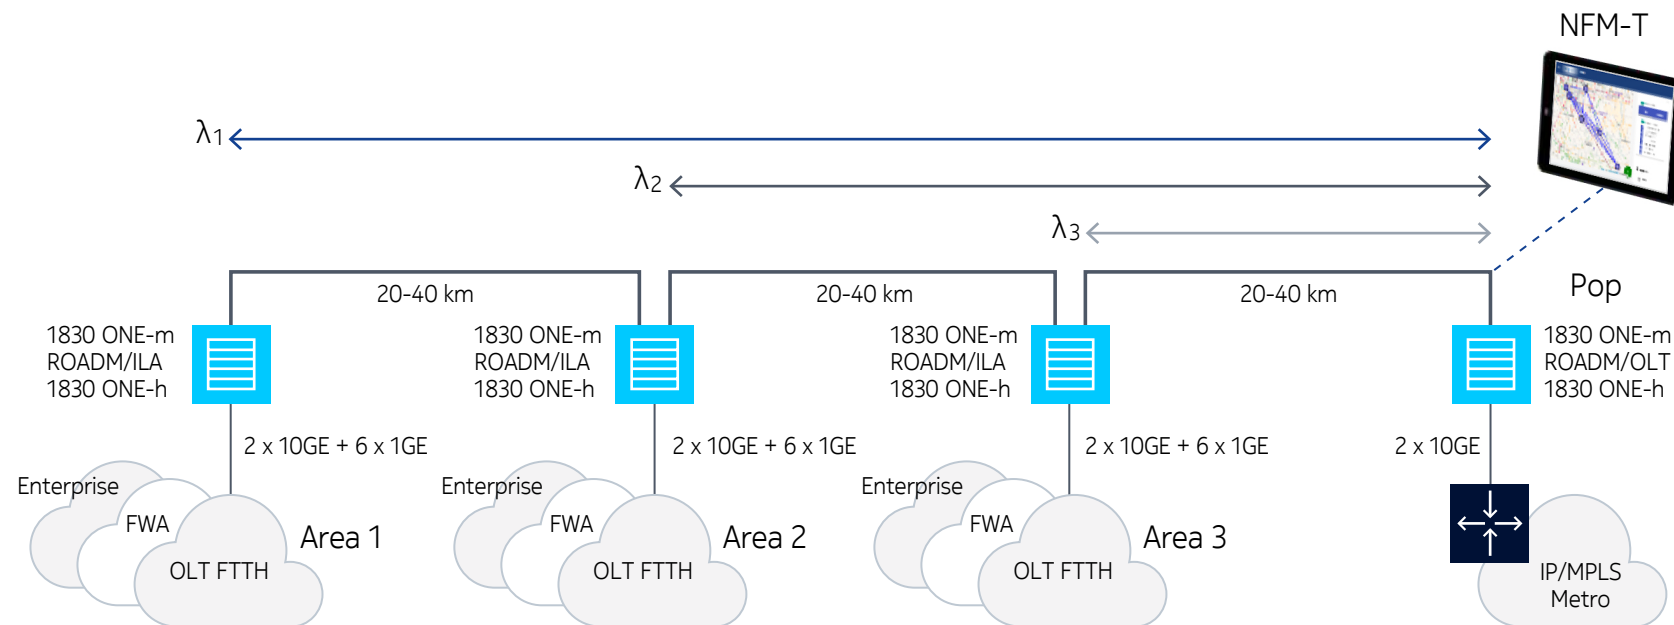 NFM-T
λ1
λ2
λ3
20-40 km
20-40 km
20-40 km
Pop
1830 ONE-m
ROADM/ILA
1830 ONE-h
1830 ONE-m
ROADM/ILA
1830 ONE-h
1830 ONE-m
ROADM/ILA
1830 ONE-h
1830 ONE-m
ROADM/OLT
1830 ONE-h
2 x 10GE + 6 x 1GE
2 x 10GE + 6 x 1GE
2 x 10GE + 6 x 1GE
2 x 10GE
Enterprise
FWA
OLT FTTH
Area 1
Enterprise
FWA
OLT FTTH
Area 2
Enterprise
FWA
OLT FTTH
Area 3
IP/MPLS
Metro